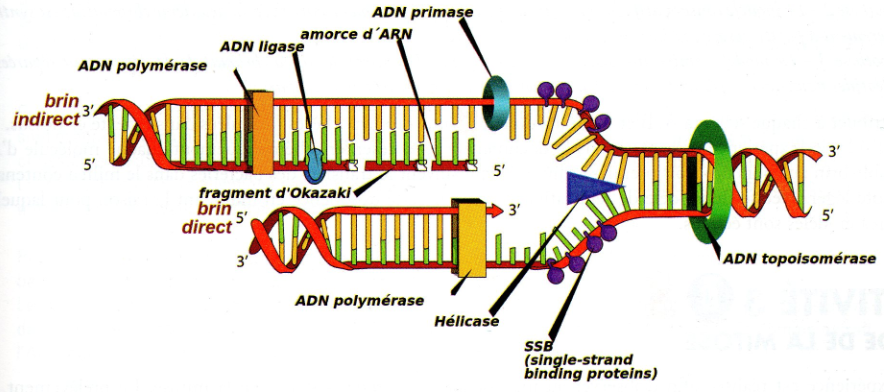 ADN primase
amorce d´ARN
ADN ligase
ADN polymérase
brin
indirect
3'
5'
5'
fragment d'Okazaki
brin
direct
5'
3'
3'
3'
5'
ADN topoisomérase
ADN polymérase
Hélicase
SSB
(single-strand
binding proteins)